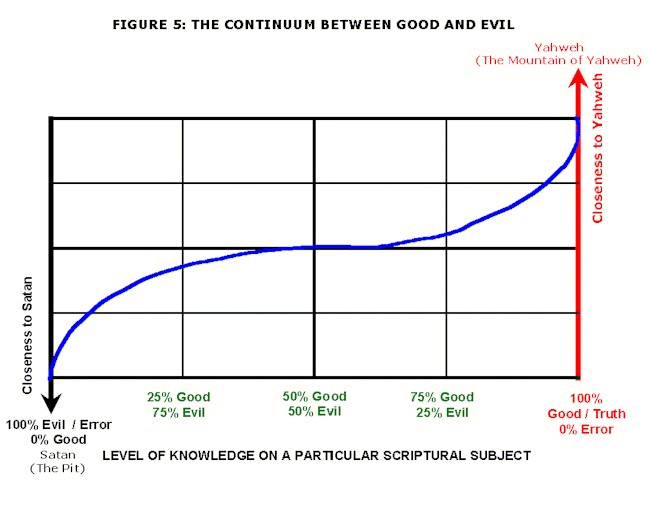 FIGURE 5: THE CONTINUUM BETWEEN GOOD AND EVIL
Yahweh
(The Mountain of Yahweh)
Closeness to Yahweh
Closeness to Satan
25% Good
75% Evil
50% Good
50% Evil
75% Good
25% Evil
100%
Good / Truth
0% Error
100% Evil / Error
0% Good
Satan
(The Pit)
LEVEL OF KNOWLEDGE ON A PARTICULAR SCRIPTURAL SUBJECT